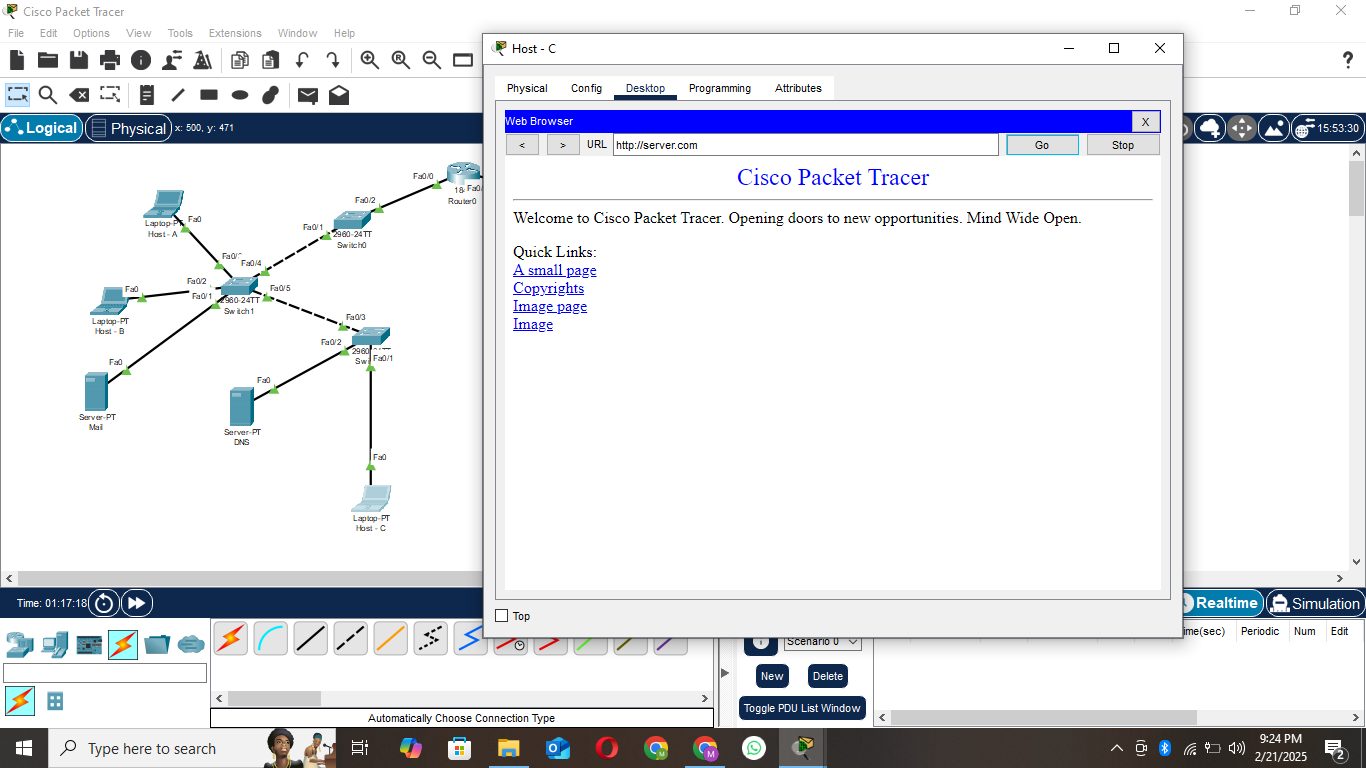 Cisco Packet Tracer
File Edit Options View Tools Extensions Window Help
?
Logical
Physical
x: 500, y: 471
15:53:30
Host - C
Physical Config Desktop Programming Attributes
Web Browser
X
< > URL http://server.com Go Stop
Cisco Packet Tracer
Welcome to Cisco Packet Tracer. Opening doors to new opportunities. Mind Wide Open.
Quick Links:
A small page
Copyrights
Image page
Image
Top
Fa0/0
Router0
Fa0/2
Fa0/1
2960-24TT
Switch0
Fa0
Laptop-PT
Host - A
Fa0/4
Fa0/2
Fa0/1
Fa0/5
2960-24TT
Switch1
Fa0
Laptop-PT
Host - B
Fa0/3
Fa0/2
2960
Fa0/1
Fa0
Server-PT
Mail
Fa0
Server-PT
DNS
Fa0
Laptop-PT
Host - C
Time: 01:17:18
Realtime
Simulation
Scenario 0
New
Delete
Toggle PDU List Window
Periodic Num Edit
Automatically Choose Connection Type
Type here to search
9:24 PM
2/21/2025
2